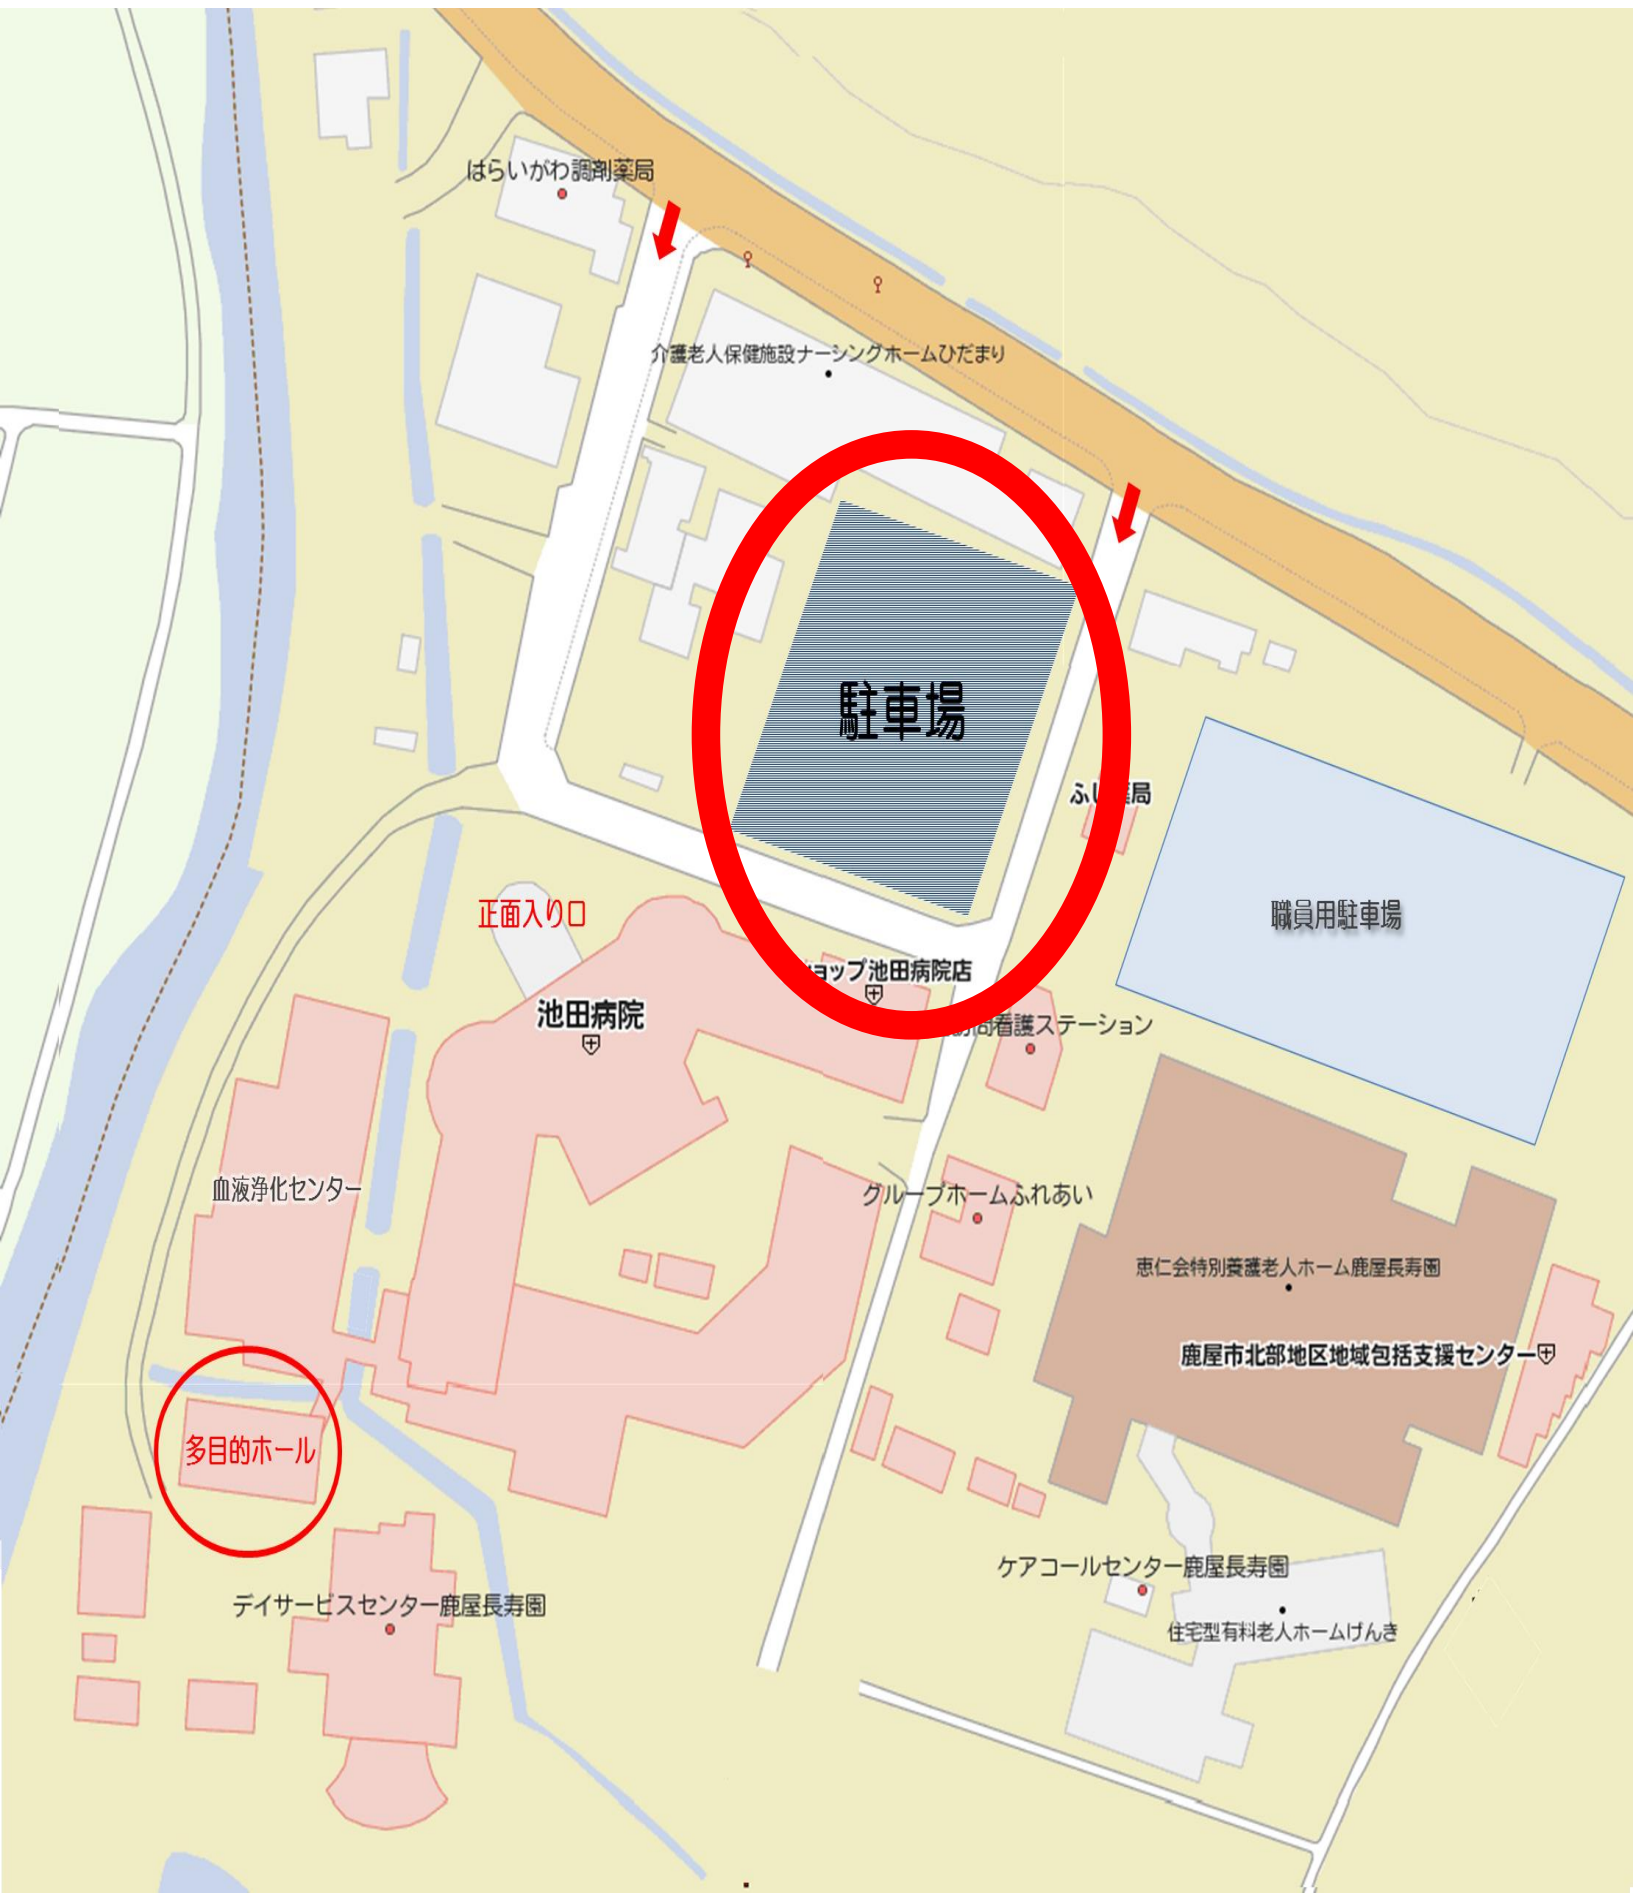 はらいがわ調剤薬局
介護老人保健施設ナーシングホームひだまり
駐車場
ふじ薬局
職員用駐車場
正面入り口
ョップ池田病院店
池田病院
訪問看護ステーション
血液浄化センター
グループホームふれあい
恵仁会特別養護老人ホーム鹿屋長寿園
鹿屋市北部地区地域包括支援センター
多目的ホール
ケアコールセンター鹿屋長寿園
デイサービスセンター鹿屋長寿園
住宅型有料老人ホームげんき